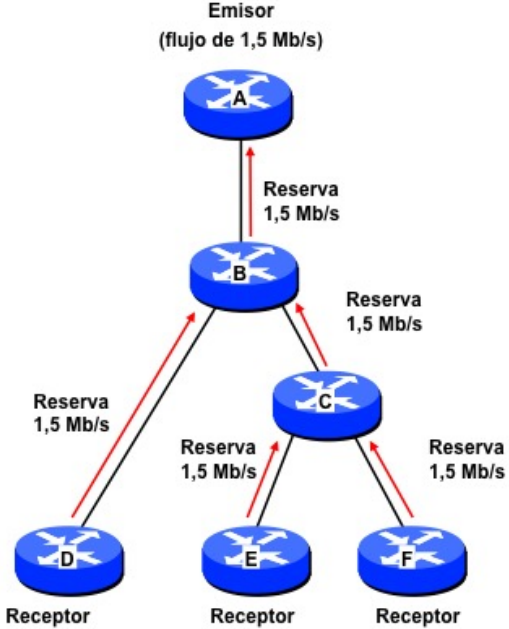 Emisor
(flujo de 1,5 Mb/s)
A
Reserva
1,5 Mb/s
B
Reserva
1,5 Mb/s
C
Reserva
1,5 Mb/s
Reserva
1,5 Mb/s
Reserva
1,5 Mb/s
D
E
F
Receptor
Receptor
Receptor